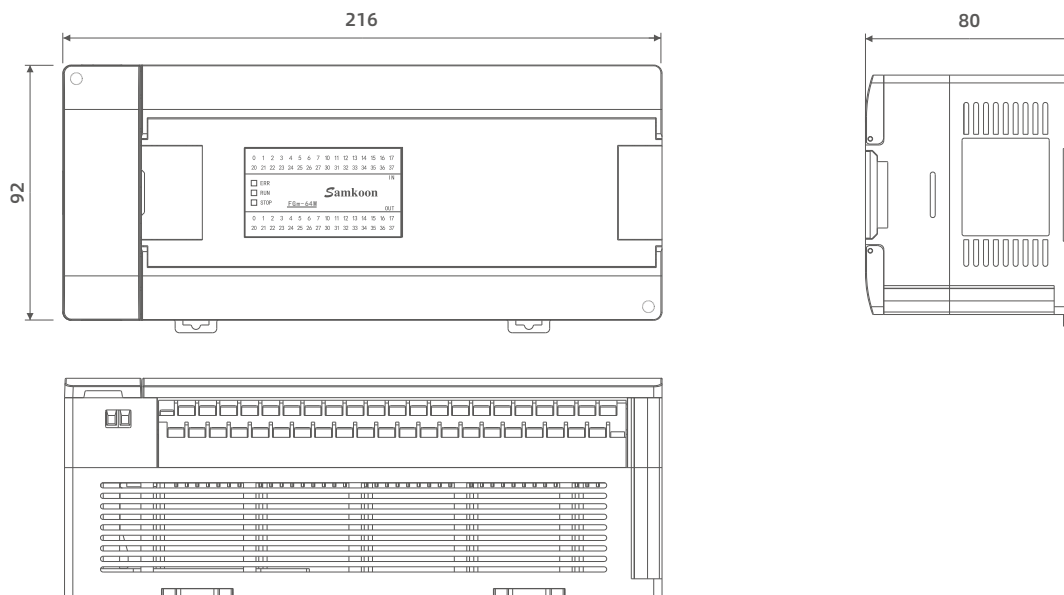 216
80
92
0 1 2 3 4 5 6 7 10 11 12 13 14 15 16 17
20 21 22 23 24 25 26 27 30 31 32 33 34 35 36 37
IN
ERR
RUN
STOP
Samkoon
FGm-64M
OUT
0 1 2 3 4 5 6 7 10 11 12 13 14 15 16 17
20 21 22 23 24 25 26 27 30 31 32 33 34 35 36 37